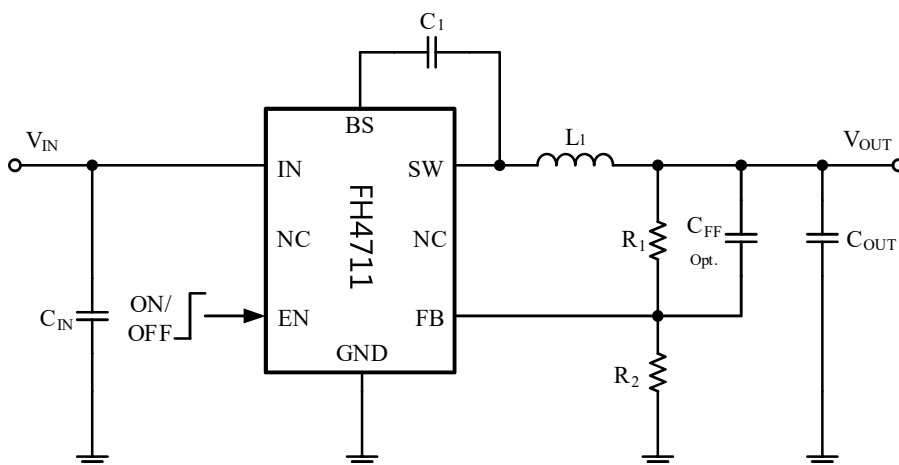 C1
BS
VIN
L1
VOUT
IN
SW
FH4711
NC
NC
R1
CFF
Opt.
COUT
ON/
OFF
CIN
EN
FB
GND
R2